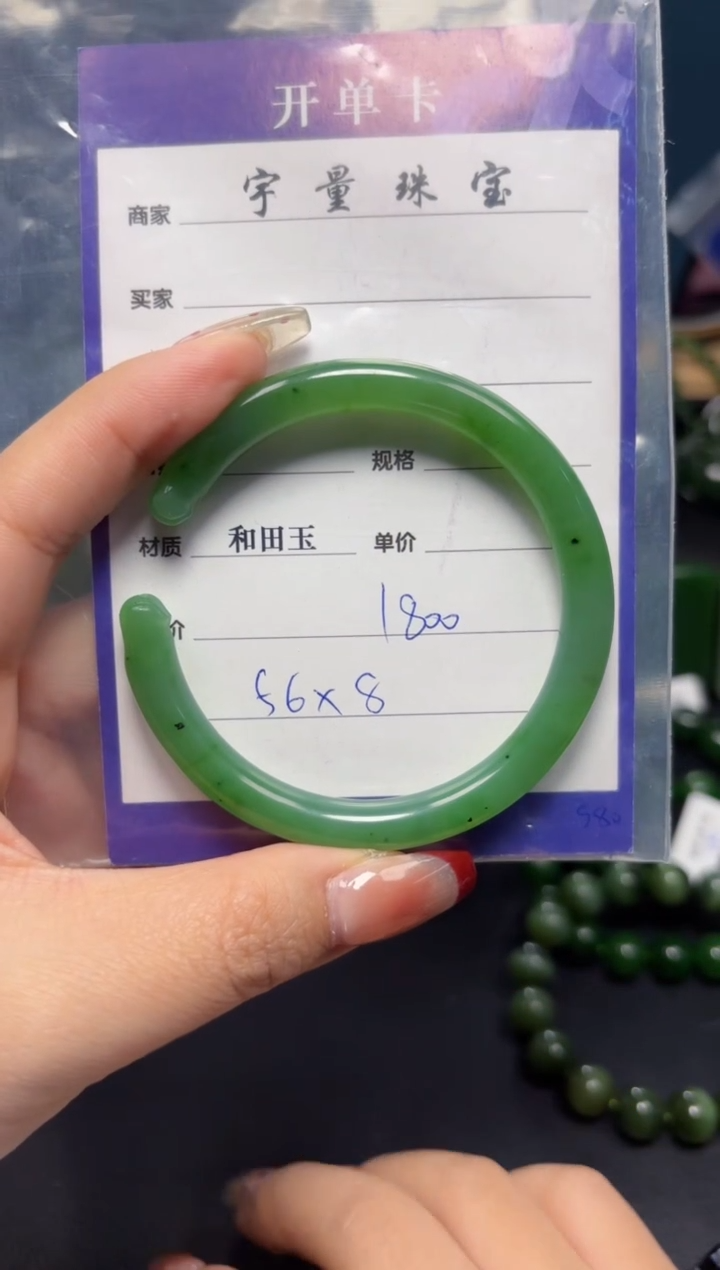 开单卡
商家 宇量珠宝
买家
规格
材质 和田玉 单价
价 1800
56x8
980